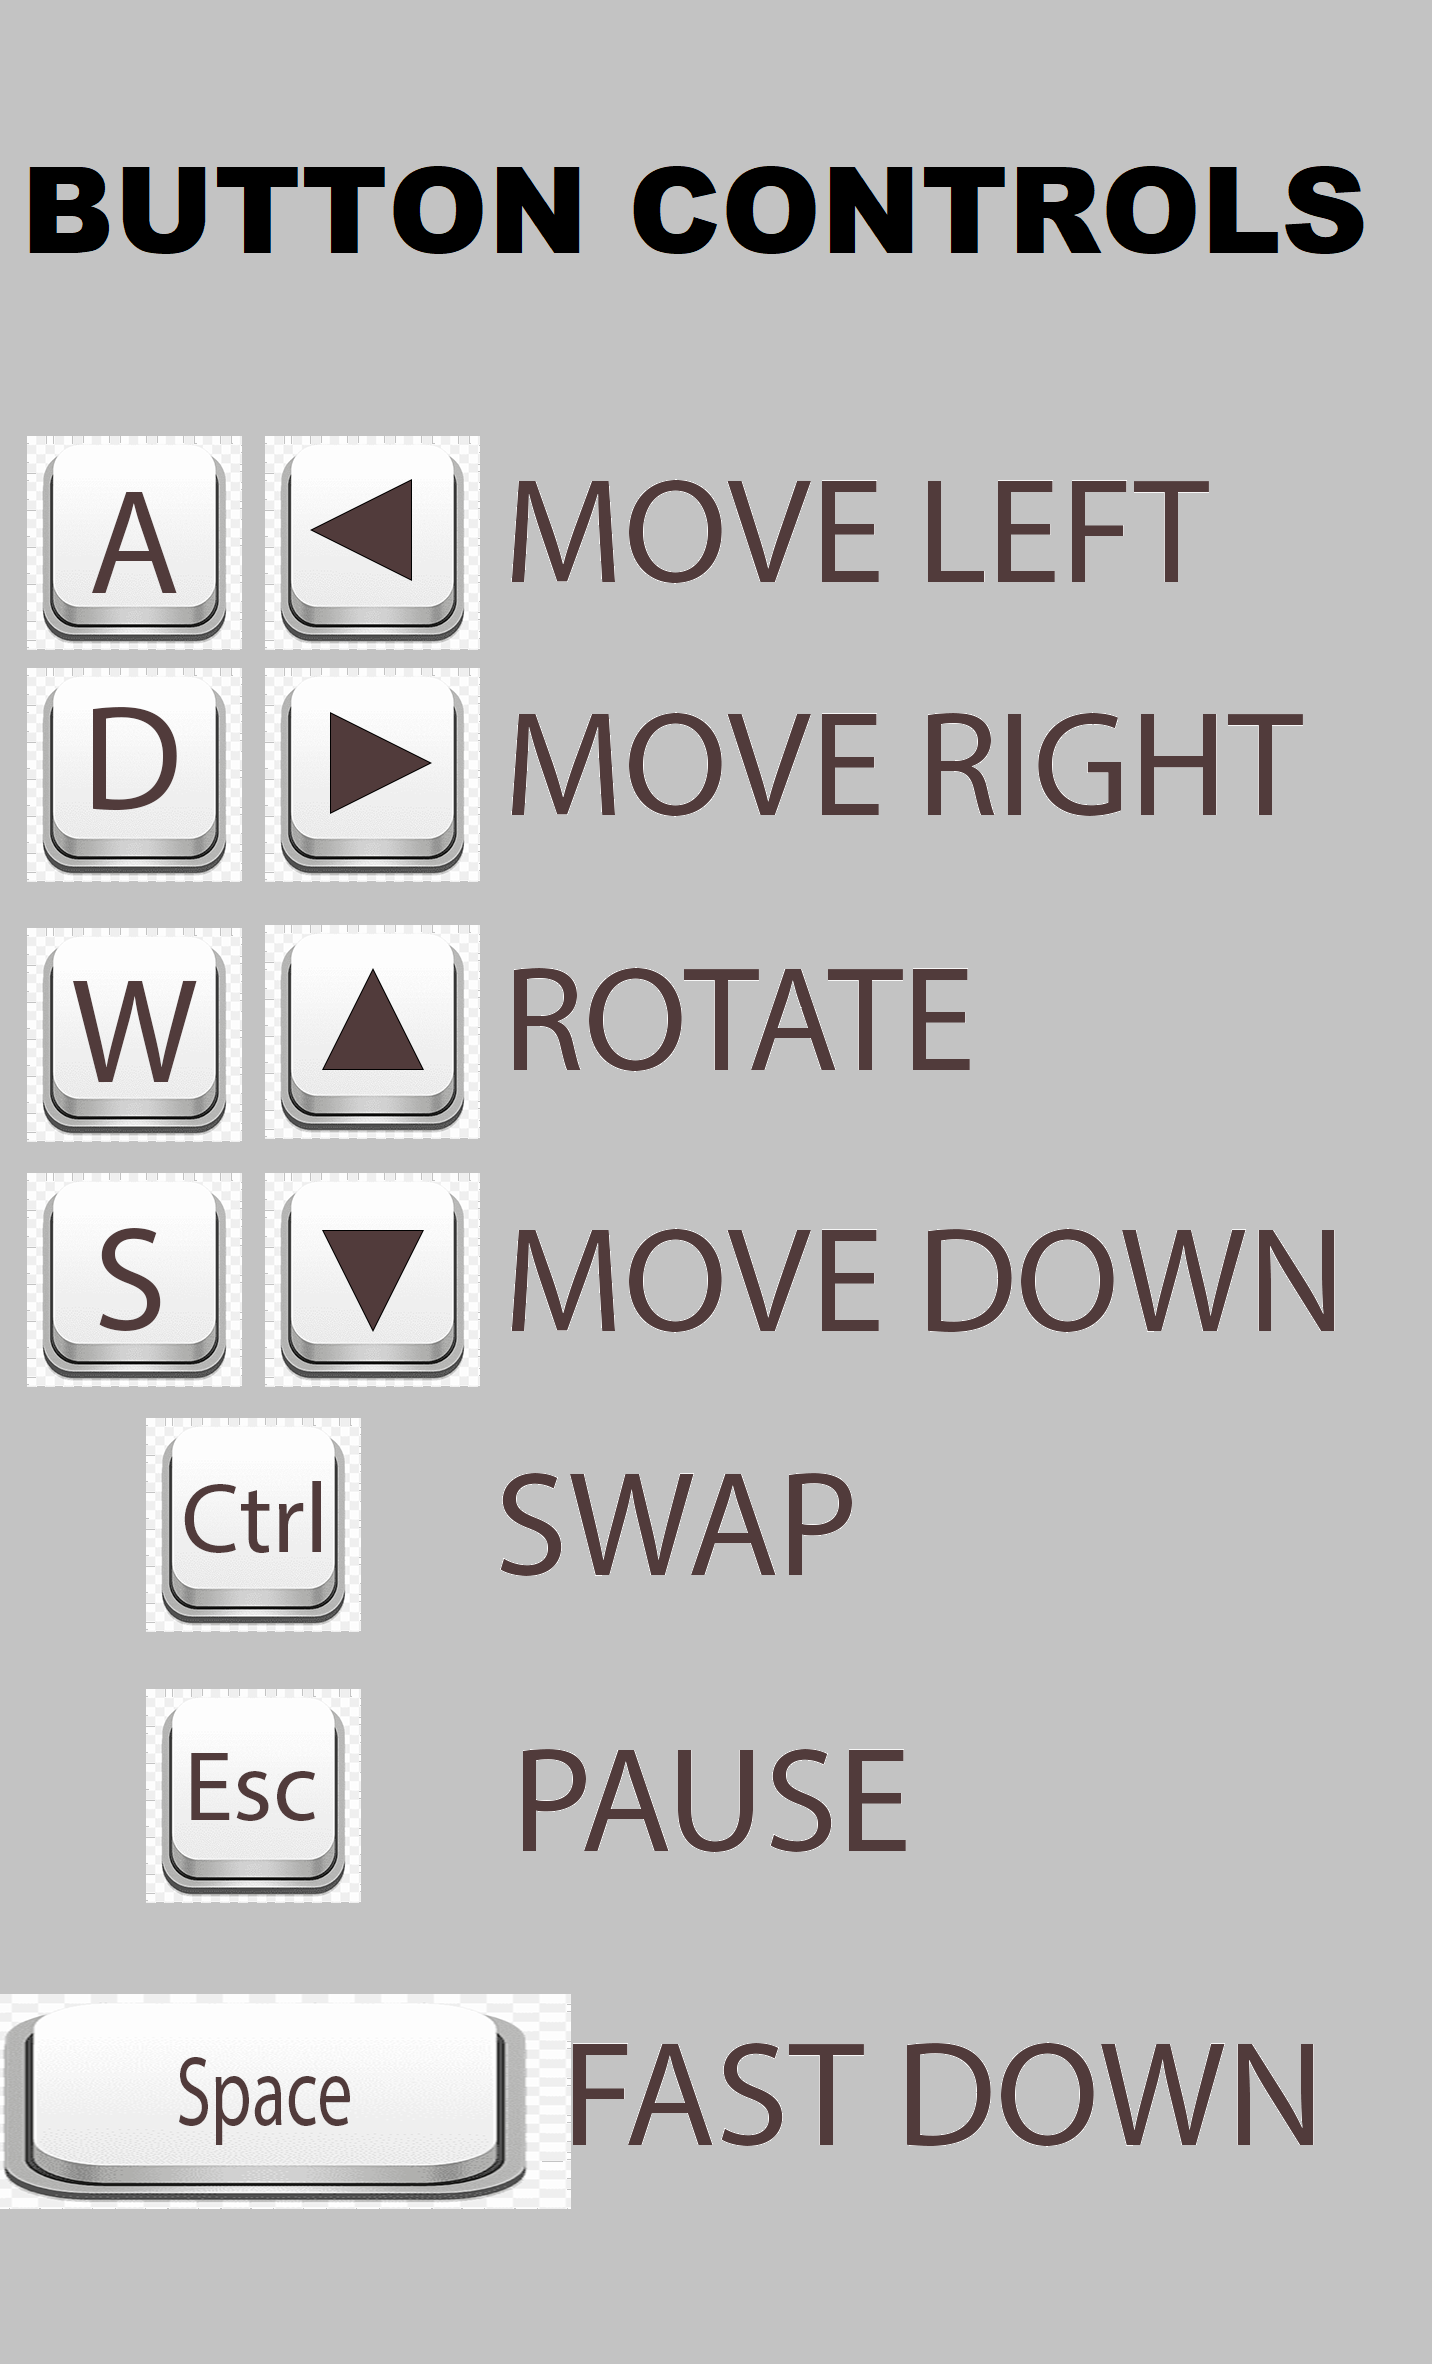 BUTTON CONTROLS
A MOVE LEFT
D MOVE RIGHT
W ROTATE
S MOVE DOWN
Ctrl SWAP
Esc PAUSE
Space FAST DOWN